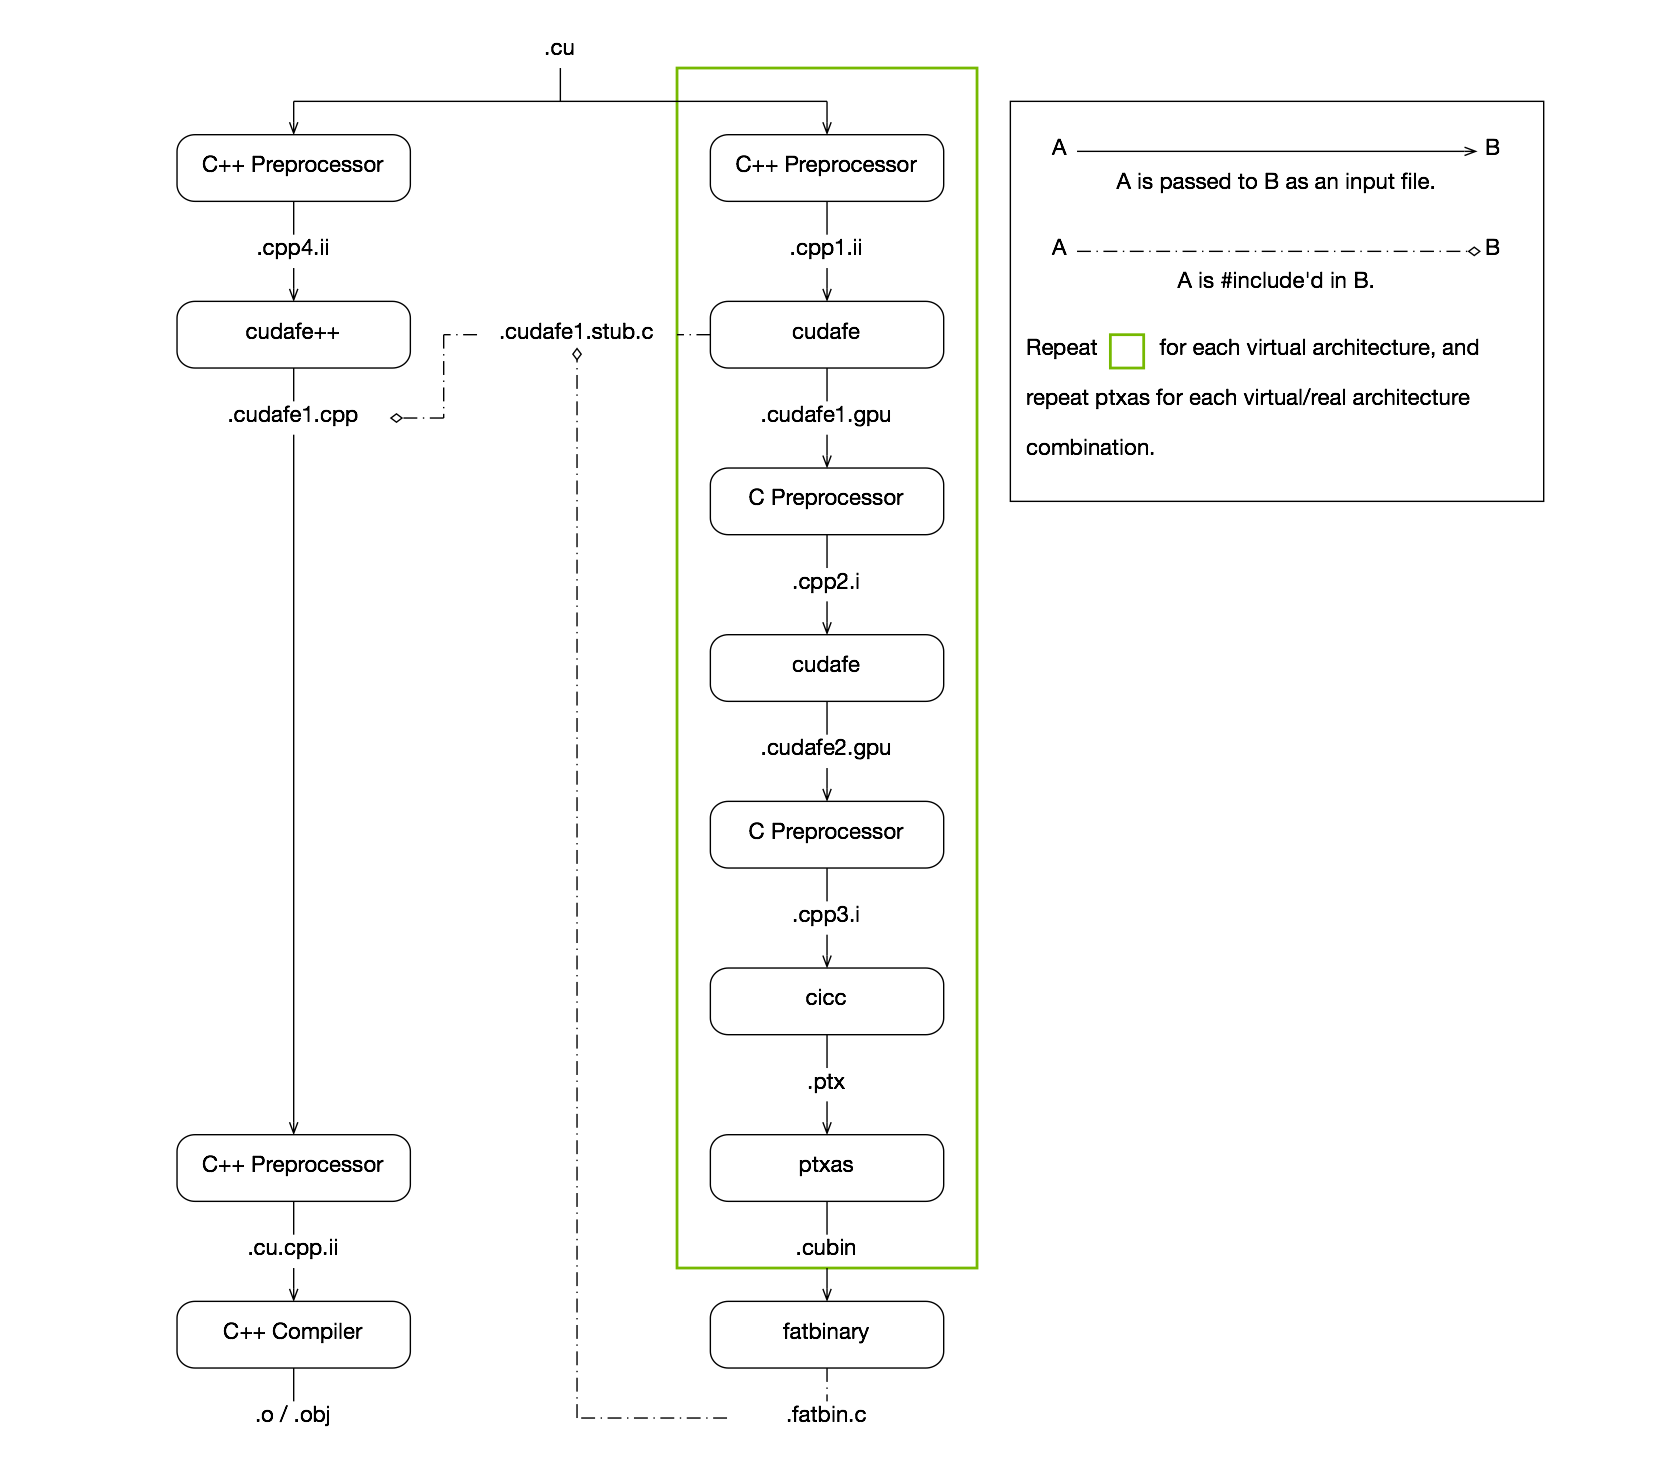 .cu
C++ Preprocessor
C++ Preprocessor
A
B
A is passed to B as an input file.
.cpp4.ii
.cpp1.ii
A
B
A is #include'd in B.
cudafe++
.cudafe1.stub.c
cudafe
Repeat for each virtual architecture, and
repeat ptxas for each virtual/real architecture
combination.
.cudafe1.cpp
.cudafe1.gpu
C Preprocessor
.cpp2.i
cudafe
.cudafe2.gpu
C Preprocessor
.cpp3.i
cicc
.ptx
C++ Preprocessor
ptxas
.cu.cpp.ii
.cubin
C++ Compiler
fatbinary
.o / .obj
.fatbin.c